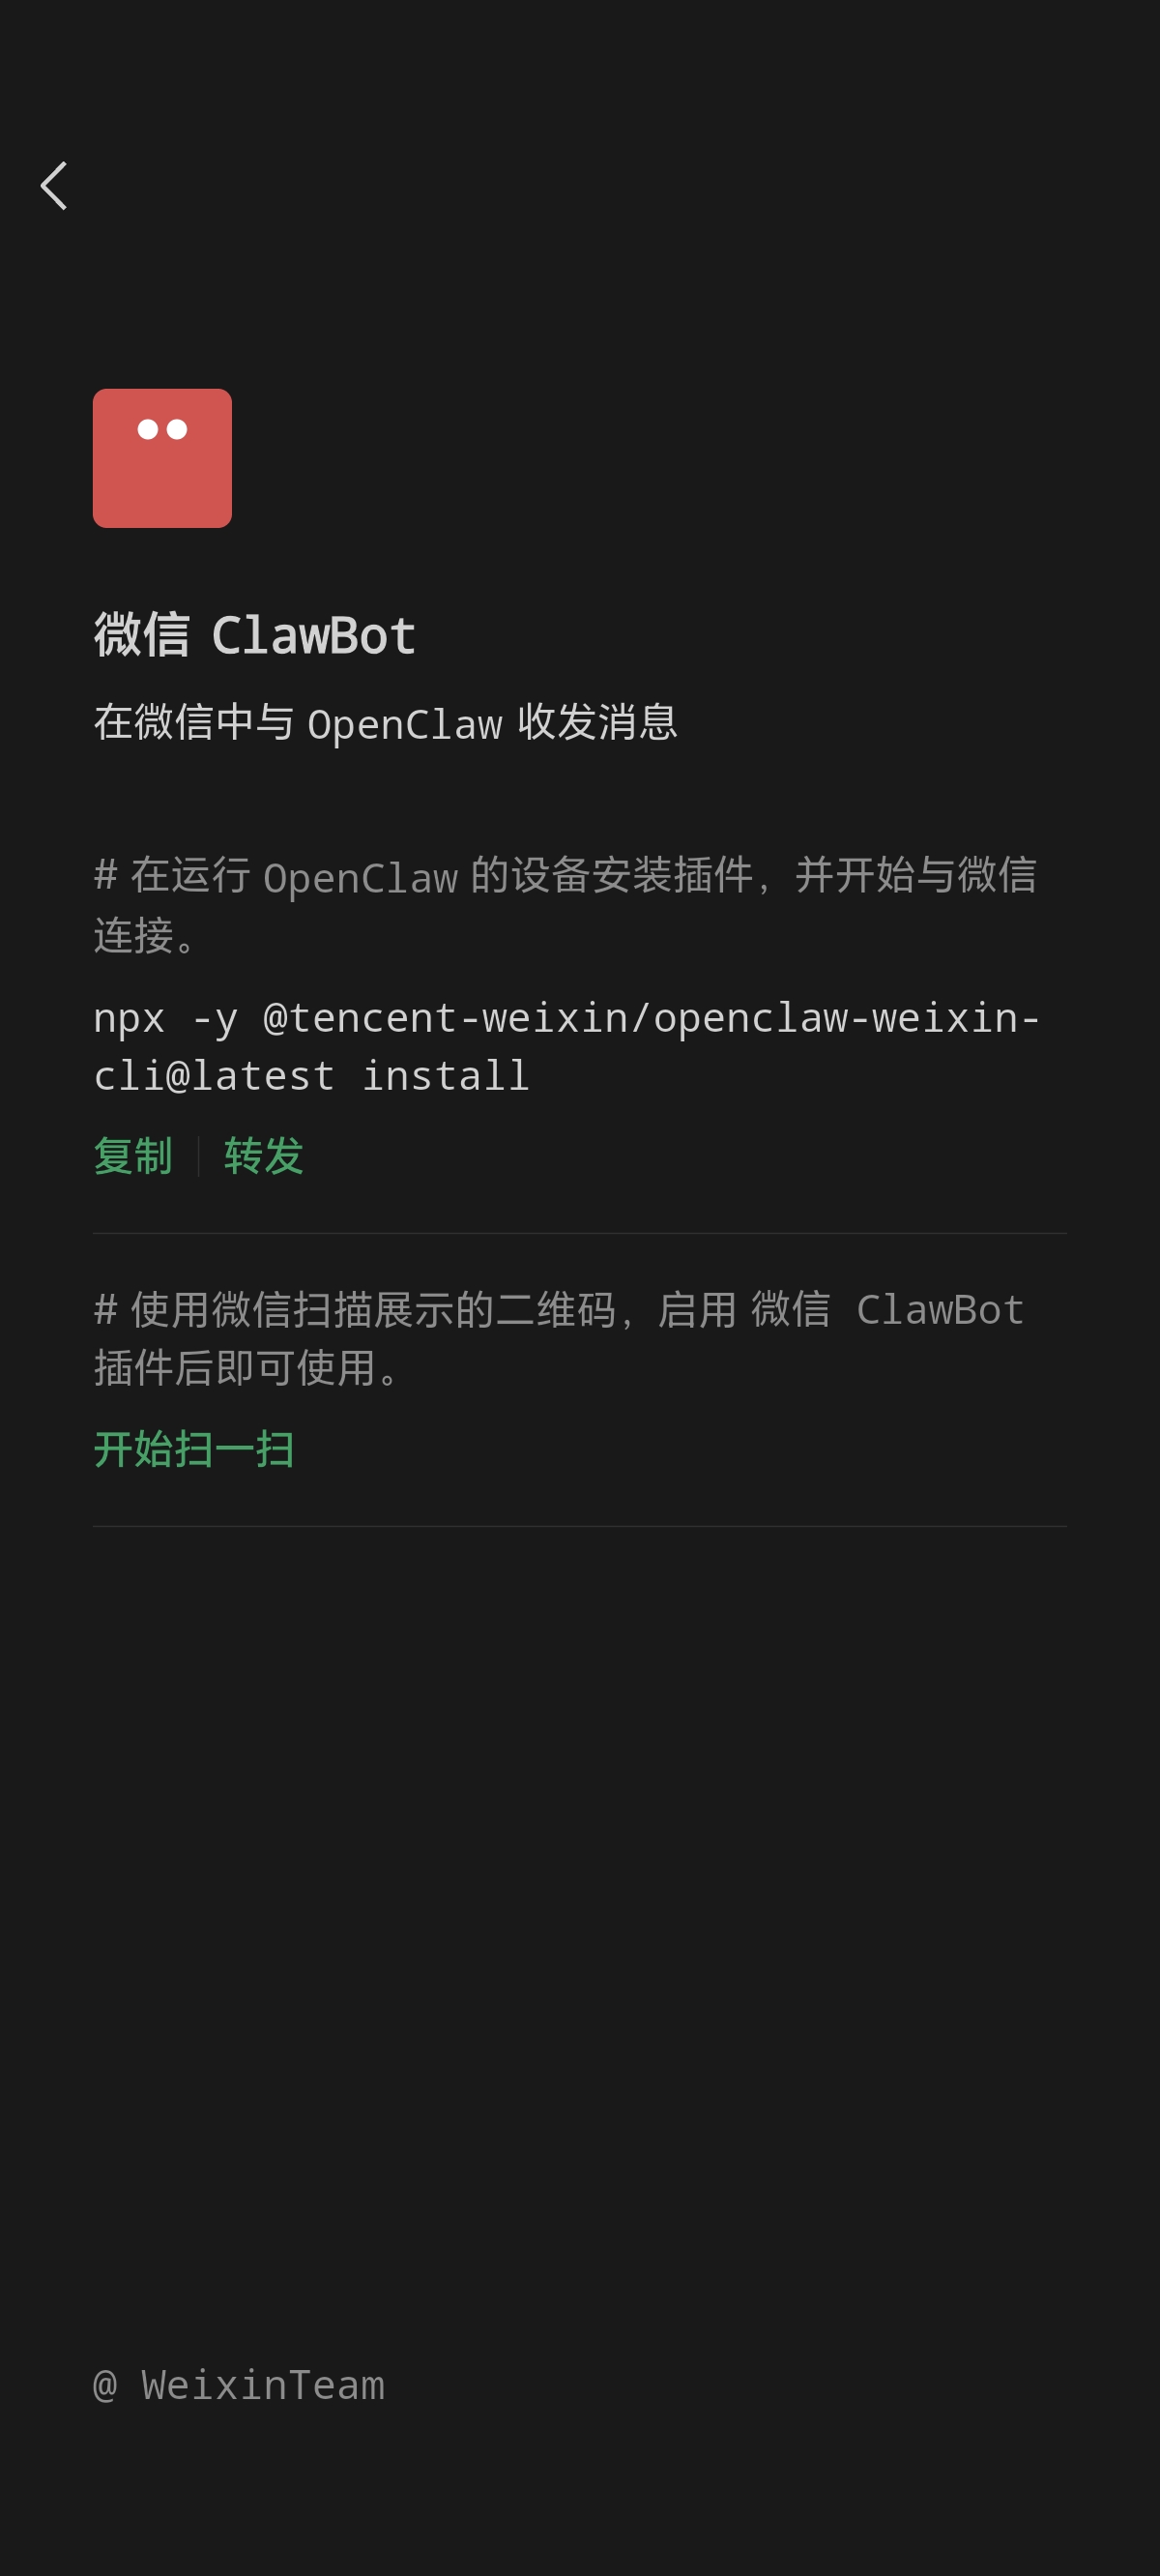 微信 ClawBot
在微信中与 OpenClaw 收发消息
# 在运行 OpenClaw 的设备安装插件，并开始与微信
连接。
npx -y @tencent-weixin/openclaw-weixin-
cli@latest install
复制 | 转发
# 使用微信扫描展示的二维码，启用 微信 ClawBot
插件后即可使用。
开始扫一扫
@ WeixinTeam